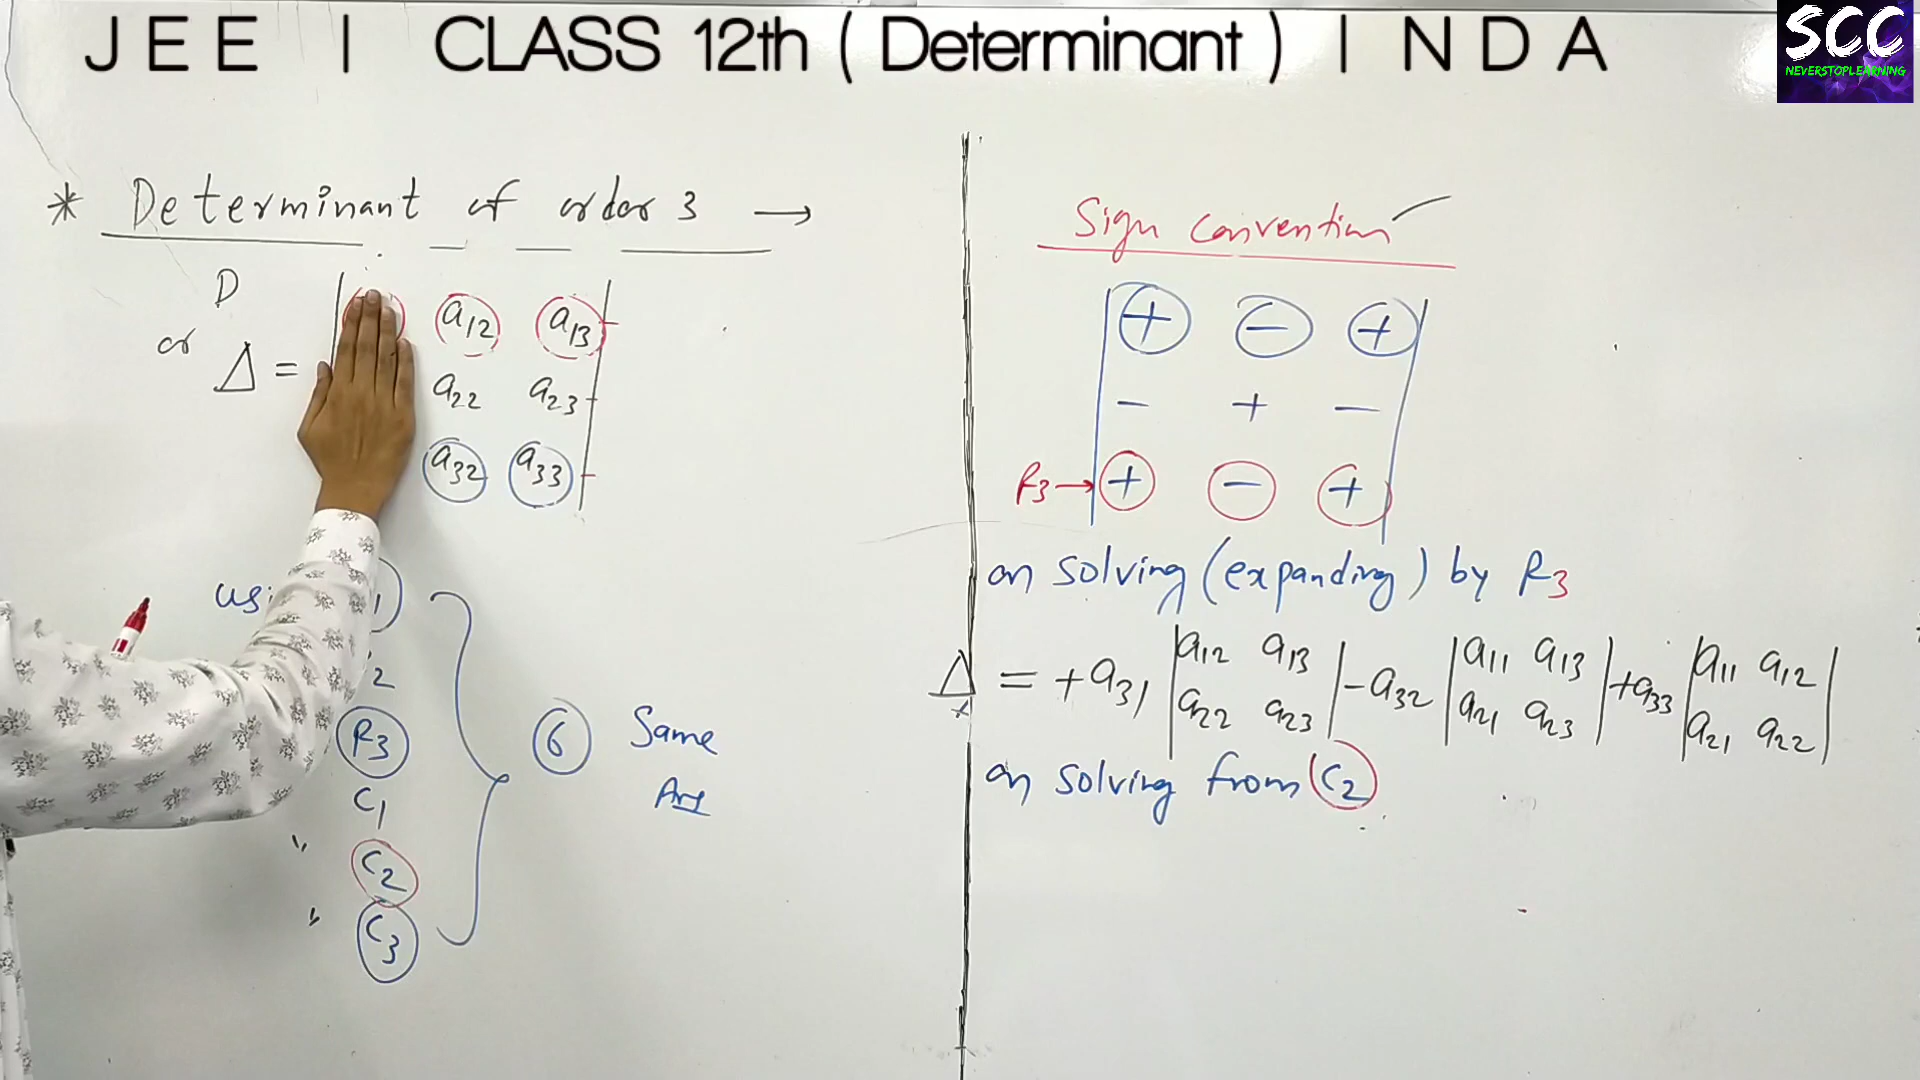 JEE | CLASS 12th ( Determinant ) | NDA
SCC
NEVERSTOPLEARNING
* Determinant of order 3 →
D
or Δ =
a12 a13
a22 a23
a32 a33
R3
C1
" C2
" C3
6 Same
Ans
Sign Convention
+ - +
- + -
R3 → + - +
on solving (expanding) by R3
Δ = +a31 |a12 a13| -a32 |a11 a13| +a33 |a11 a12|
|a22 a23| |a21 a23| |a21 a22|
on solving from C2